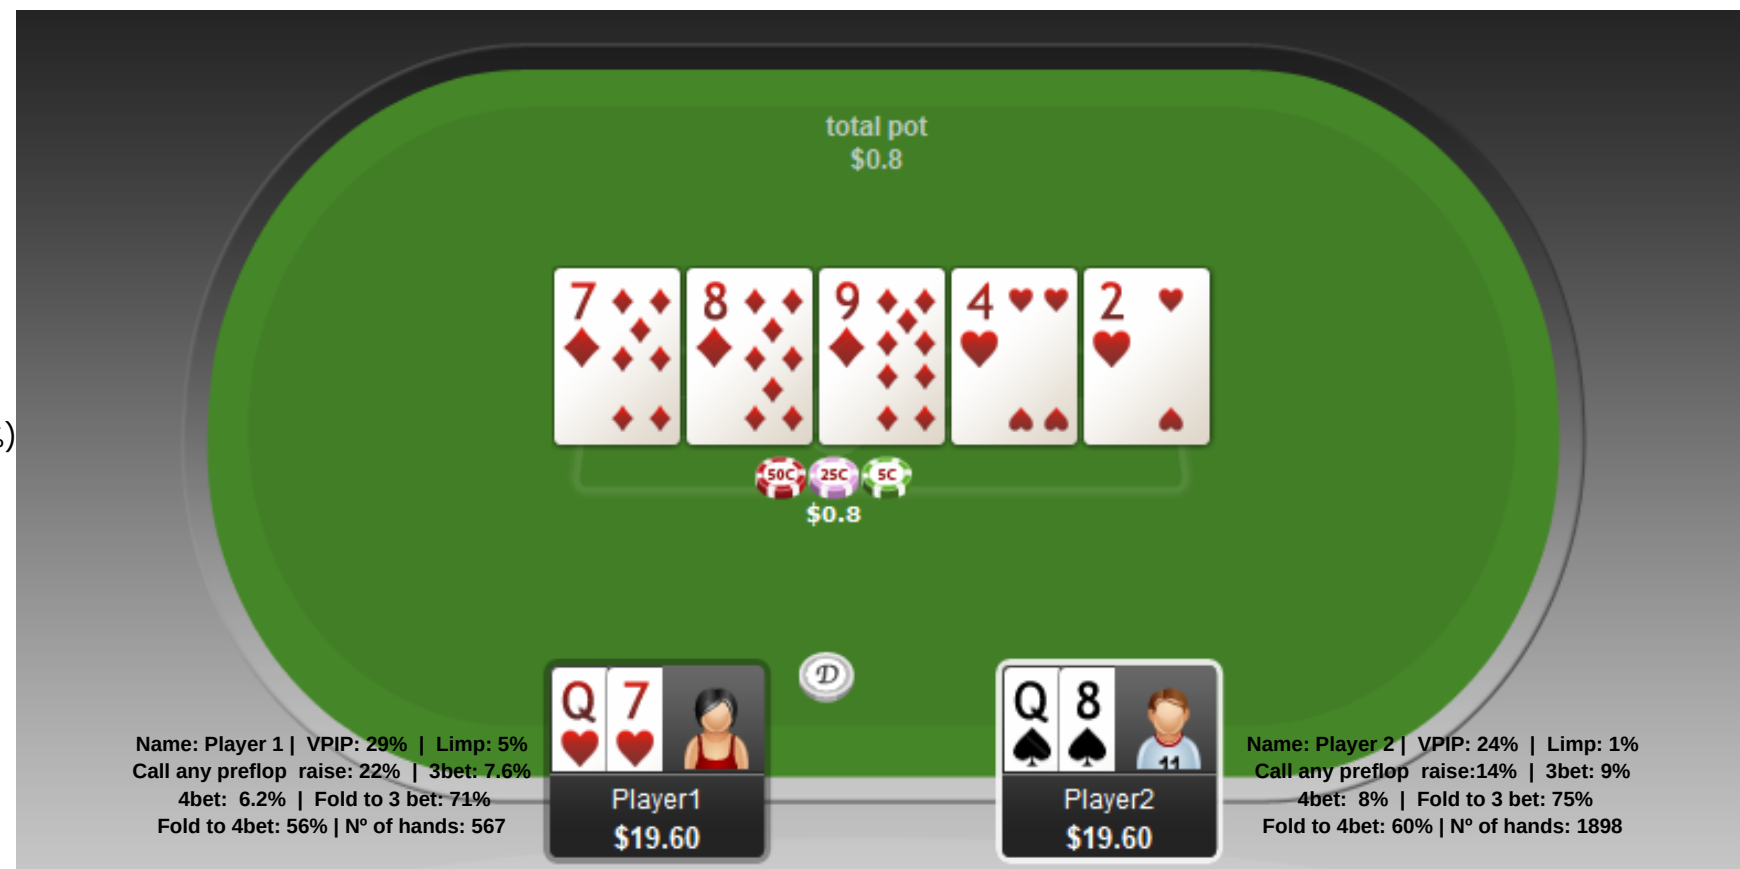 total pot
$0.8
7 8 9 4 2
%)
50C 25C 5C
$0.8
D
Q 7
Q 8
11
Name: Player 1 | VPIP: 29% | Limp: 5%
Call any preflop raise: 22% | 3bet: 7.6%
4bet: 6.2% | Fold to 3 bet: 71%
Fold to 4bet: 56% | Nº of hands: 567
Player1
$19.60
Player2
$19.60
Name: Player 2 | VPIP: 24% | Limp: 1%
Call any preflop raise:14% | 3bet: 9%
4bet: 8% | Fold to 3 bet: 75%
Fold to 4bet: 60% | Nº of hands: 1898